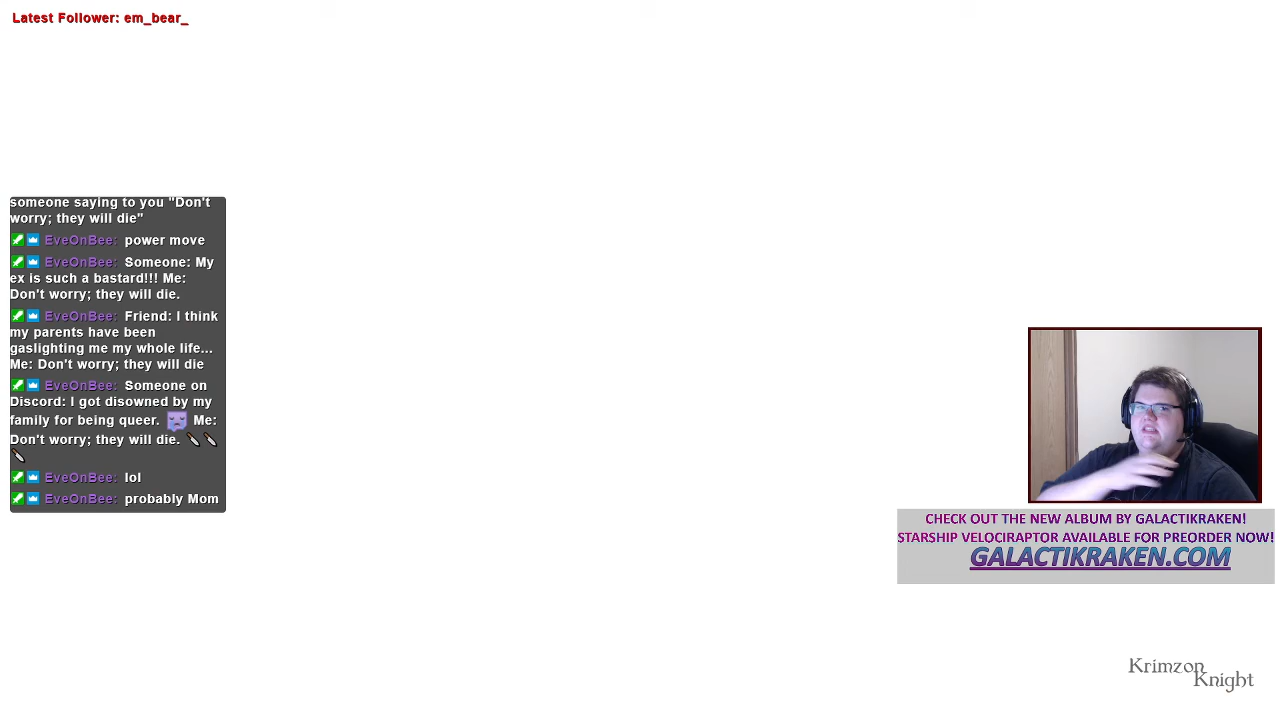 Latest Follower: em_bear_
someone saying to you "Don't
worry; they will die"
EveOnBee: power move
EveOnBee: Someone: My
ex is such a bastard!!! Me:
Don't worry; they will die.
EveOnBee: Friend: I think
my parents have been
gaslighting me my whole life...
Me: Don't worry; they will die
EveOnBee: Someone on
Discord: I got disowned by my
family for being queer. Me:
Don't worry; they will die.
EveOnBee: lol
EveOnBee: probably Mom
CHECK OUT THE NEW ALBUM BY GALACTIKRAKEN!
STARSHIP VELOCIRAPTOR AVAILABLE FOR PREORDER NOW!
GALACTIKRAKEN.COM
Krimzon
Knight